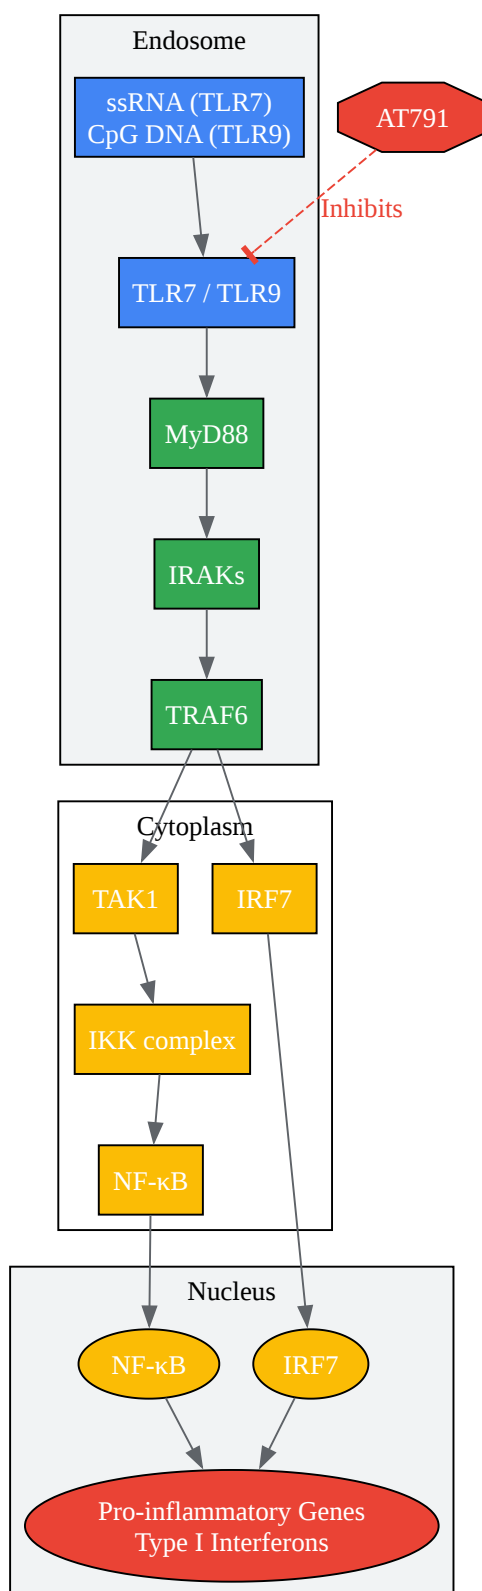 Endosome
ssRNA (TLR7)
CpG DNA (TLR9)
AT791
Inhibits
TLR7 / TLR9
MyD88
IRAKs
TRAF6
Cytoplasm
TAK1
IRF7
IKK complex
NF-κB
Nucleus
NF-κB
IRF7
Pro-inflammatory Genes
Type I Interferons